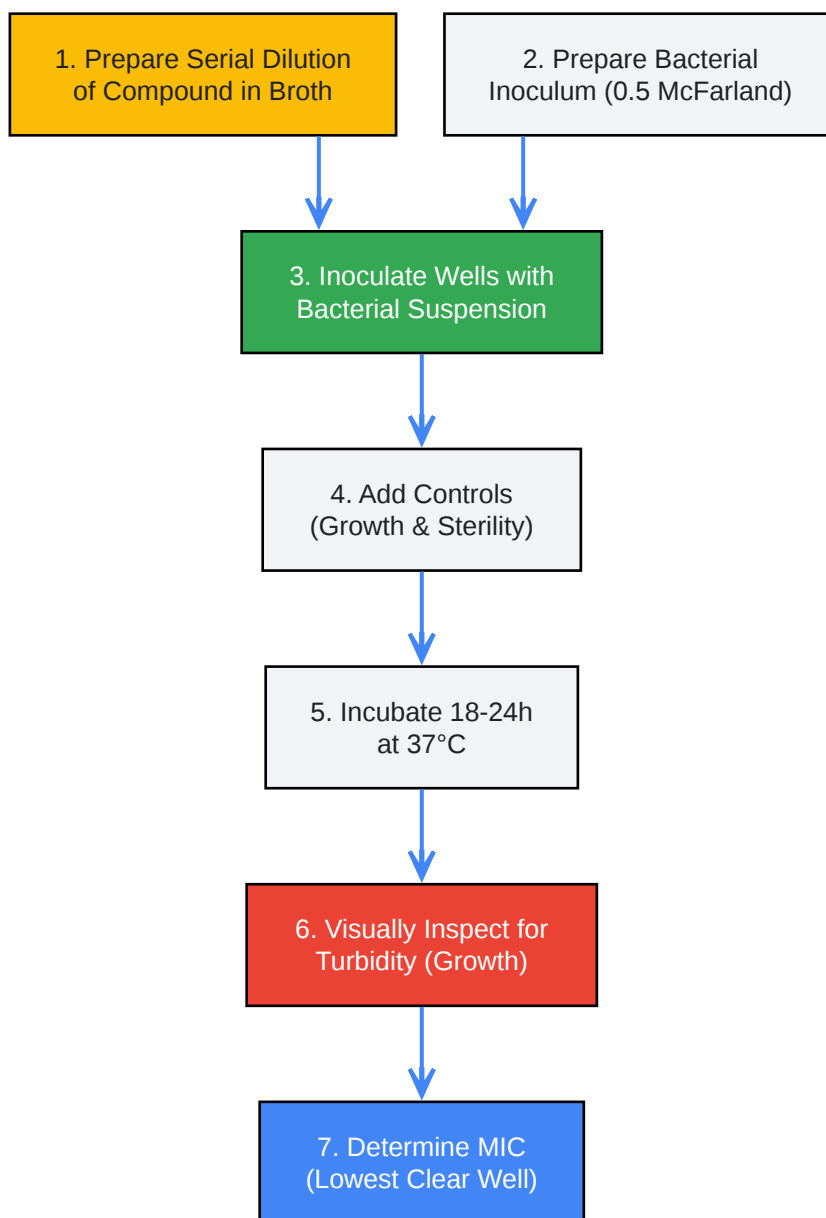 1. Prepare Serial Dilution
of Compound in Broth
2. Prepare Bacterial
Inoculum (0.5 McFarland)
3. Inoculate Wells with
Bacterial Suspension
4. Add Controls
(Growth & Sterility)
5. Incubate 18-24h
at 37°C
6. Visually Inspect for
Turbidity (Growth)
7. Determine MIC
(Lowest Clear Well)